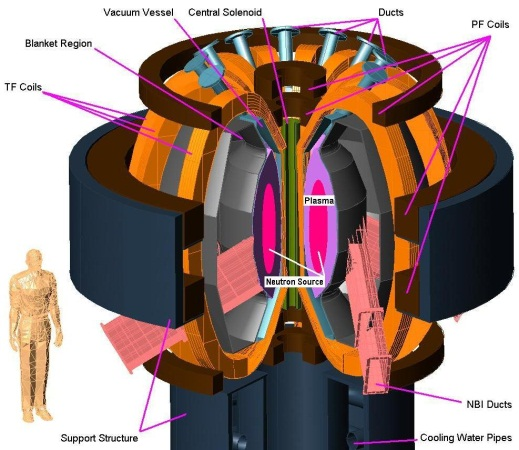 Vacuum Vessel
Central Solenoid
Ducts
PF Coils
Blanket Region
TF Coils
Plasma
Neutron Source
NBI Ducts
Support Structure
Cooling Water Pipes